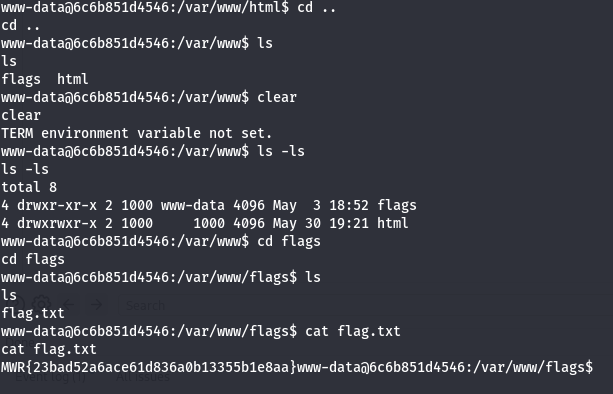 www-data@6c6b851d4546:/var/www/html$ cd ..
cd ..
www-data@6c6b851d4546:/var/www$ ls
ls
flags  html
www-data@6c6b851d4546:/var/www$ clear
clear
TERM environment variable not set.
www-data@6c6b851d4546:/var/www$ ls -ls
ls -ls
total 8
4 drwxr-xr-x 2 1000 www-data 4096 May  3 18:52 flags
4 drwxrwxr-x 2 1000     1000 4096 May 30 19:21 html
www-data@6c6b851d4546:/var/www$ cd flags
cd flags
www-data@6c6b851d4546:/var/www/flags$ ls
ls
Search
flag.txt
www-data@6c6b851d4546:/var/www/flags$ cat flag.txt
cat flag.txt
MWR{23bad52a6ace61d836a0b13355b1e8aa}www-data@6c6b851d4546:/var/www/flags$